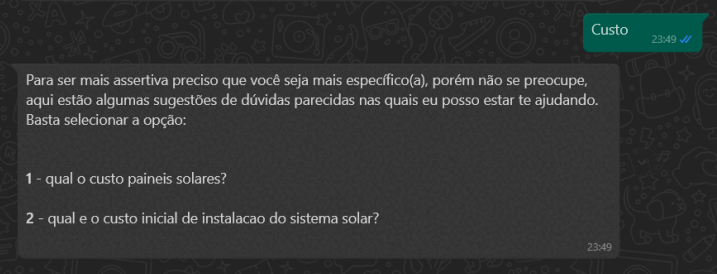 Custo
23:49
Para ser mais assertiva preciso que você seja mais específico(a), porém não se preocupe,
aqui estão algumas sugestões de dúvidas parecidas nas quais eu posso estar te ajudando.
Basta selecionar a opção:
1 - qual o custo paineis solares?
2 - qual e o custo inicial de instalacao do sistema solar?
23:49